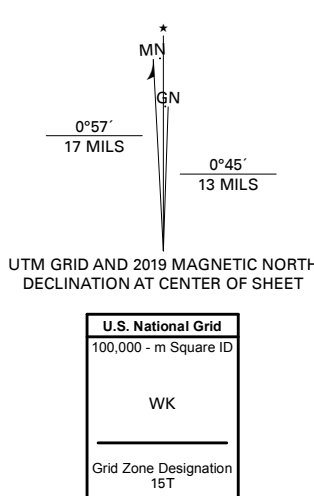 MN
GN
0°57´
17 MILS
0°45´
13 MILS
UTM GRID AND 2019 MAGNETIC NORTH
DECLINATION AT CENTER OF SHEET
U.S. National Grid
100,000 - m Square ID
WK
Grid Zone Designation
15T